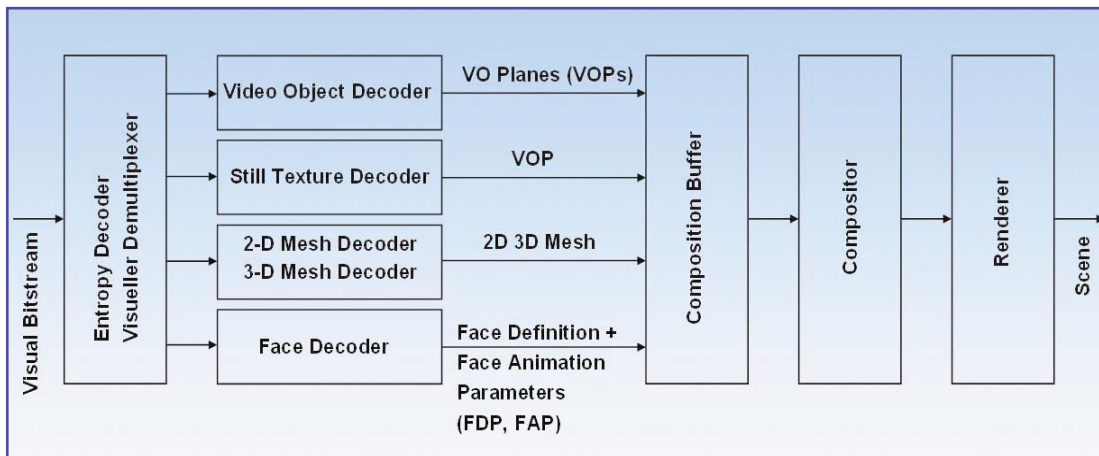 Visual Bitstream
Entropy Decoder
Visueller Demultiplexer
Video Object Decoder
VO Planes (VOPs)
Still Texture Decoder
VOP
2-D Mesh Decoder
3-D Mesh Decoder
2D 3D Mesh
Face Decoder
Face Definition +
Face Animation
Parameters
(FDP, FAP)
Composition Buffer
Compositor
Renderer
Scene